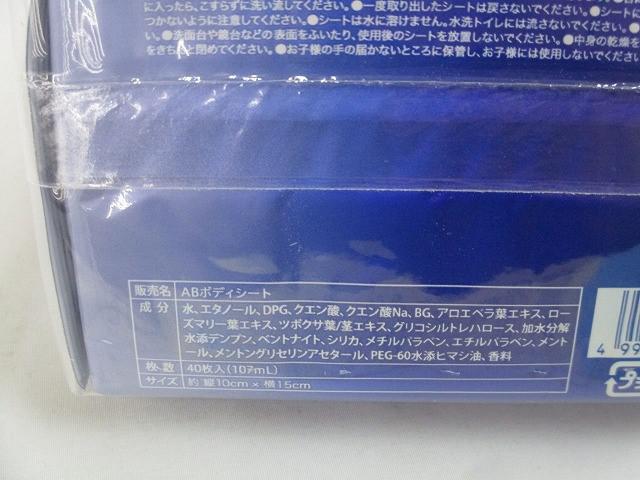 に入ったら、こすらずに洗い流してください。●一度取り出したシートは戻さないでください。●シート
つかないように注意してください。●シートは水に溶けません。水洗トイレには流さないでください。
い。●洗面台や鏡台などの表面をふいたり、使用後のシートを放置しないでください。●中身の乾燥を
をきちんと閉めてください。●お子様の手の届かないところに保管し、お子様には使用しないでくだ
販売名 ABボディシート
成分 水、エタノール、DPG、クエン酸、クエン酸Na、BG、アロエベラ葉エキス、ロー
ズマリー葉エキス、ツボクサ葉/茎エキス、グリコシルトレハロース、加水分解
水添デンプン、ベントナイト、シリカ、メチルパラベン、エチルパラベン、メント
ール、メントングリセリンアセタール、PEG-60水添ヒマシ油、香料
枚数 40枚入(107mL)
サイズ 約 縦10cm×横15cm
4 99
プラ